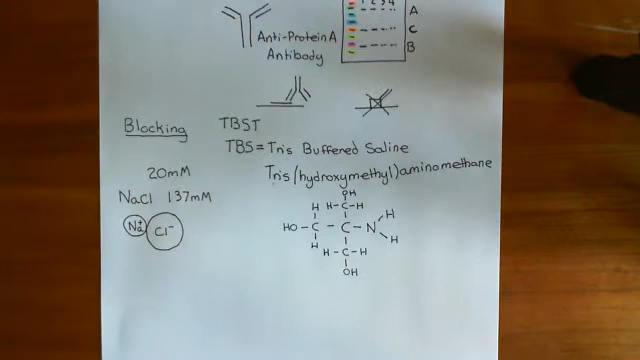 1 2 3 4
A
C
B
Anti-Protein A
Antibody
Blocking
TBST
TBS = Tris Buffered Saline
20mM
Tris(hydroxymethyl)aminomethane
NaCl 137mM
Na+ Cl-
OH
H H-C-H H
HO-C-C-N
H H
H-C-H
OH